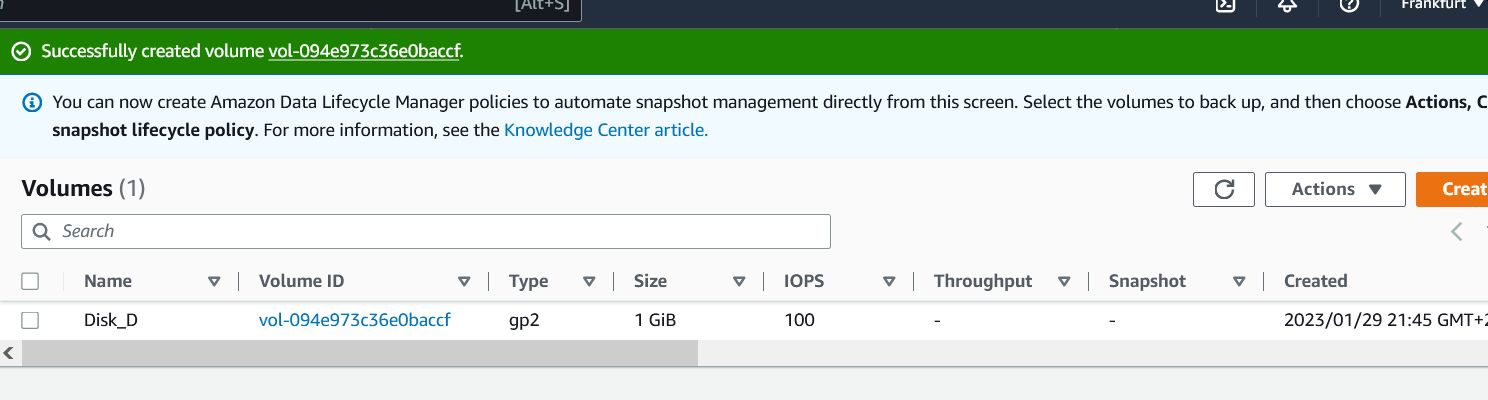 [Alt+S]
Frankfurt
Successfully created volume vol-094e973c36e0baccf.
You can now create Amazon Data Lifecycle Manager policies to automate snapshot management directly from this screen. Select the volumes to back up, and then choose Actions, C
snapshot lifecycle policy. For more information, see the Knowledge Center article.
Volumes (1)
Actions
Creat
Search
Name Volume ID Type Size IOPS Throughput Snapshot Created
Disk_D vol-094e973c36e0baccf gp2 1 GiB 100 - - 2023/01/29 21:45 GMT+2